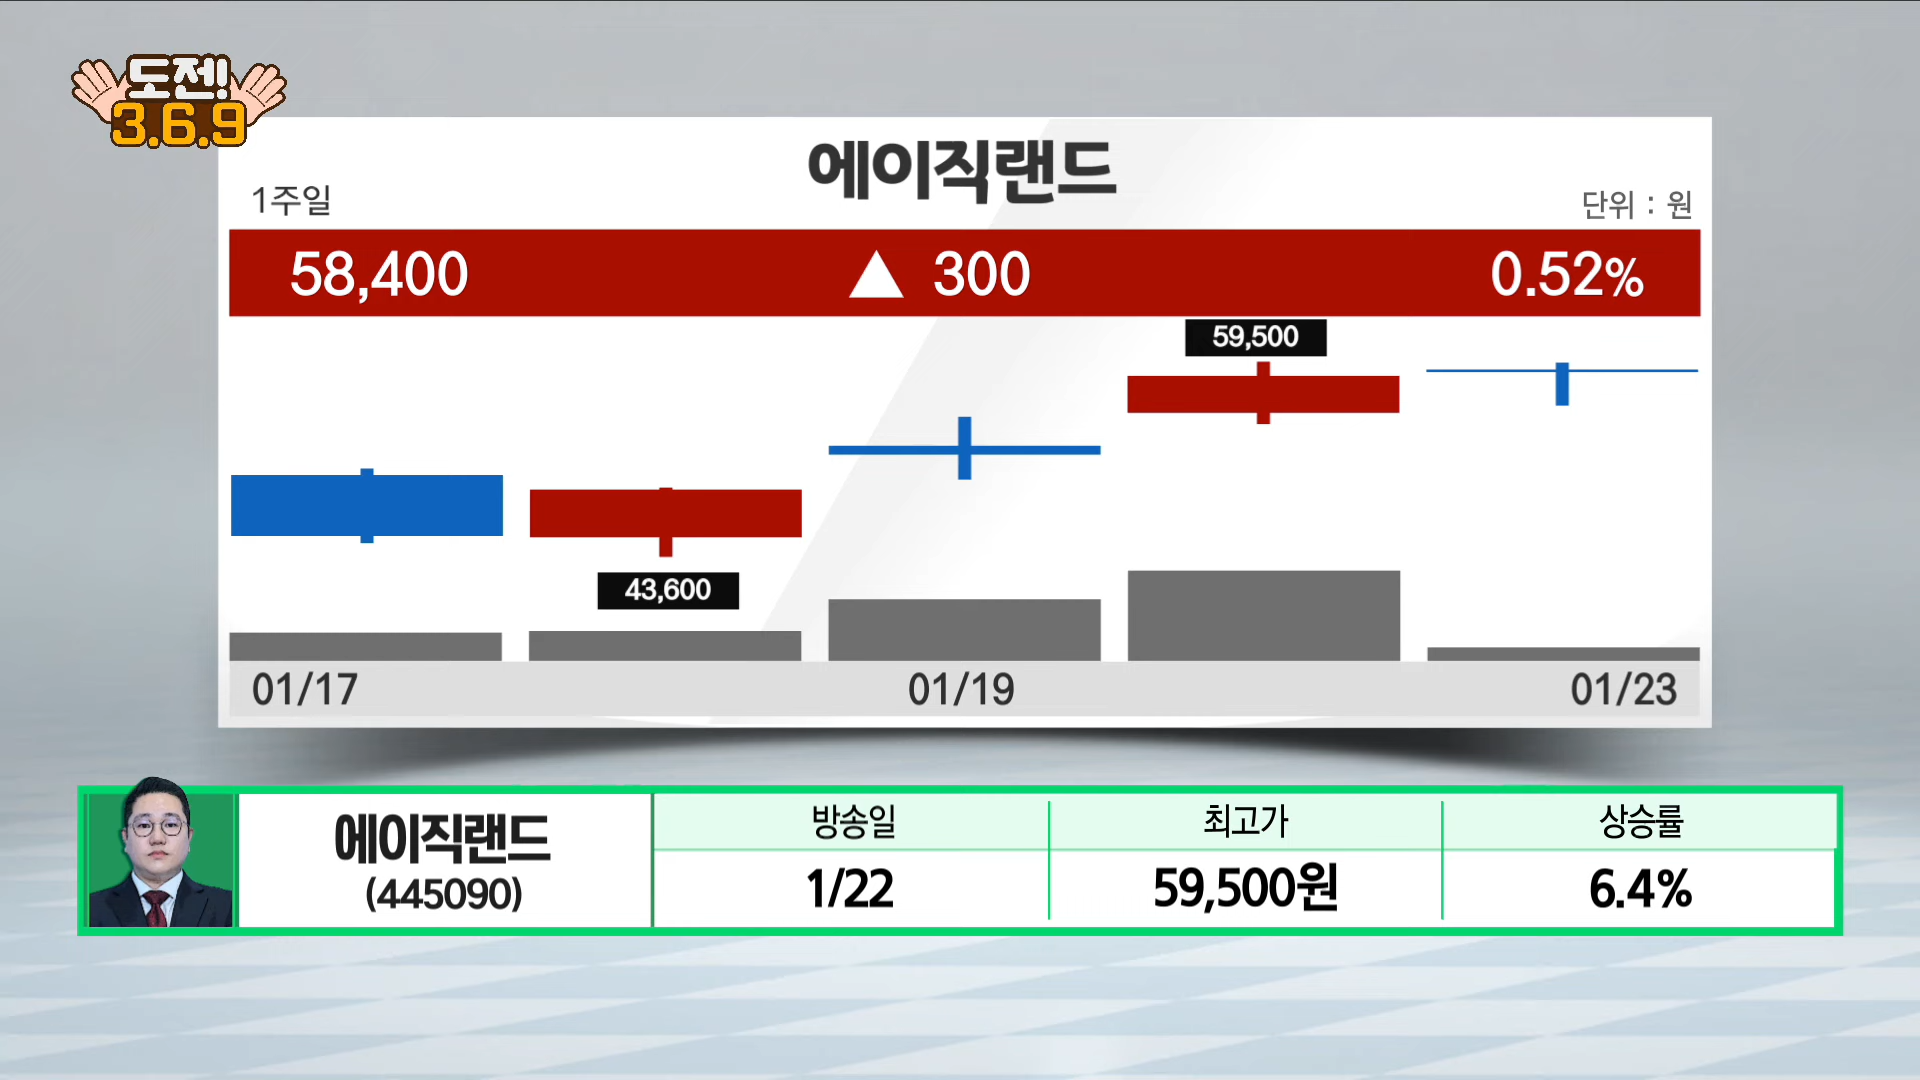 도젠!
3.6.9
에이직랜드
1주일
단위 : 원
58,400 ▲ 300 0.52%
59,500
43,600
01/17 01/19 01/23
에이직랜드
(445090)
방송일 최고가 상승률
1/22 59,500원 6.4%